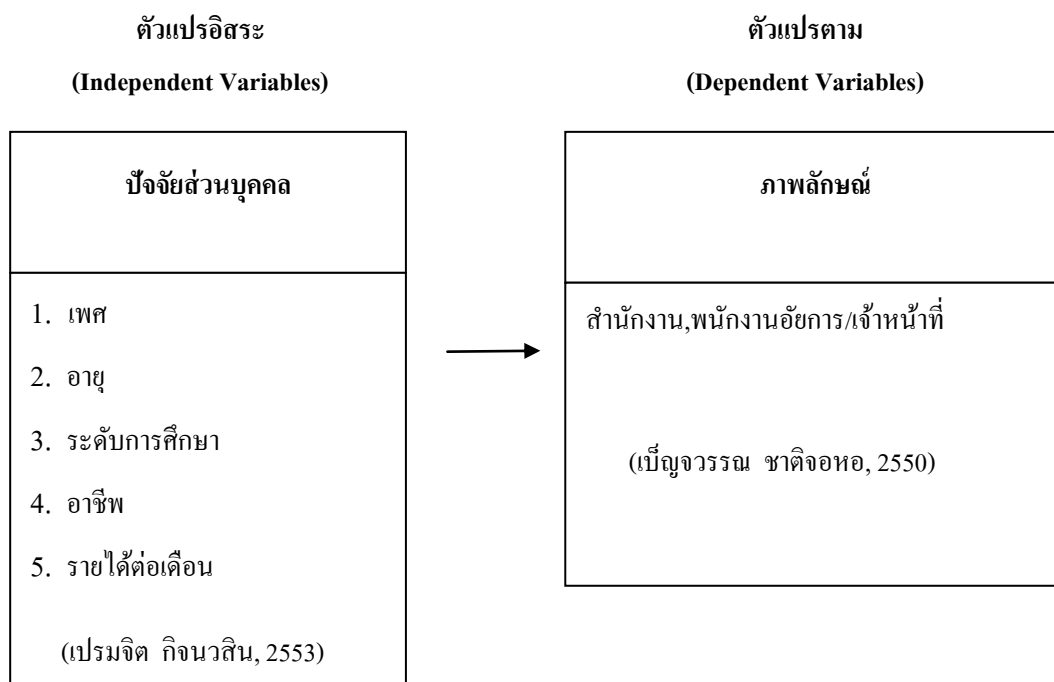 ตัวแปรอิสระ
(Independent Variables)
ปัจจัยส่วนบุคคล
1. เพศ
2. อายุ
3. ระดับการศึกษา
4. อาชีพ
5. รายได้ต่อเดือน
(เปรมจิต กิจนวสิน, 2553)
ตัวแปรตาม
(Dependent Variables)
ภาพลักษณ์
สำนักงาน,พนักงานอัยการ/เจ้าหน้าที่
(เบ็ญจวรรณ ชาติจอหอ, 2550)